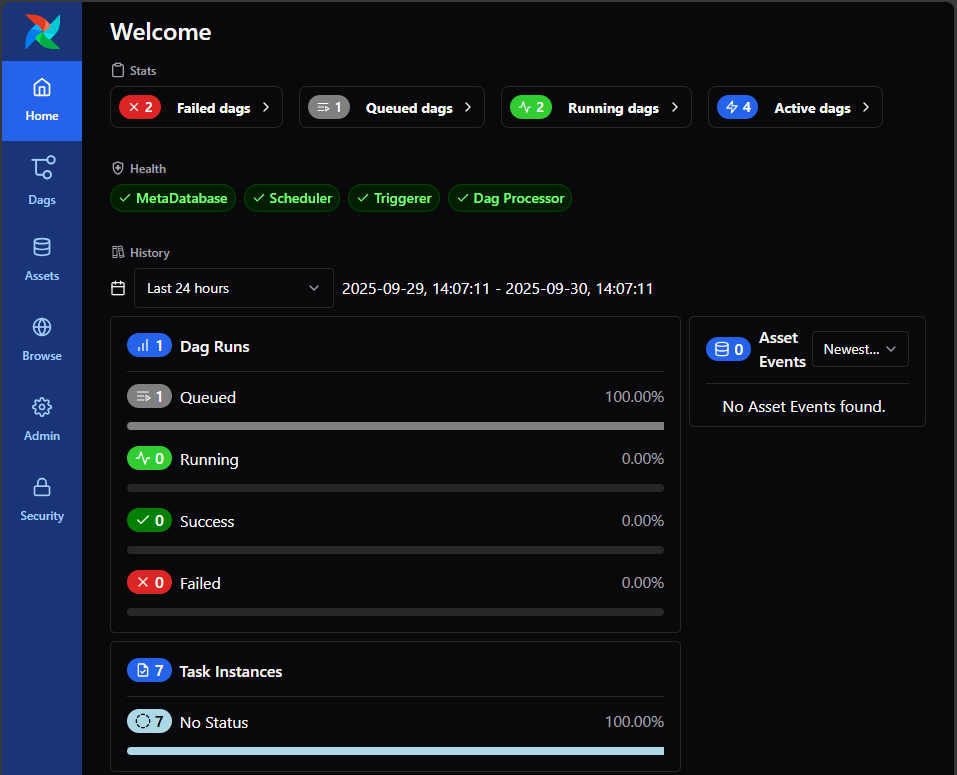 Welcome
Stats
2 Failed dags
1 Queued dags
2 Running dags
4 Active dags
Health
MetaDatabase
Scheduler
Triggerer
Dag Processor
History
Last 24 hours
2025-09-29, 14:07:11 - 2025-09-30, 14:07:11
1 Dag Runs
1 Queued 100.00%
0 Running 0.00%
0 Success 0.00%
0 Failed 0.00%
7 Task Instances
7 No Status 100.00%
0 Asset Events
Newest...
No Asset Events found.
Home
Dags
Assets
Browse
Admin
Security